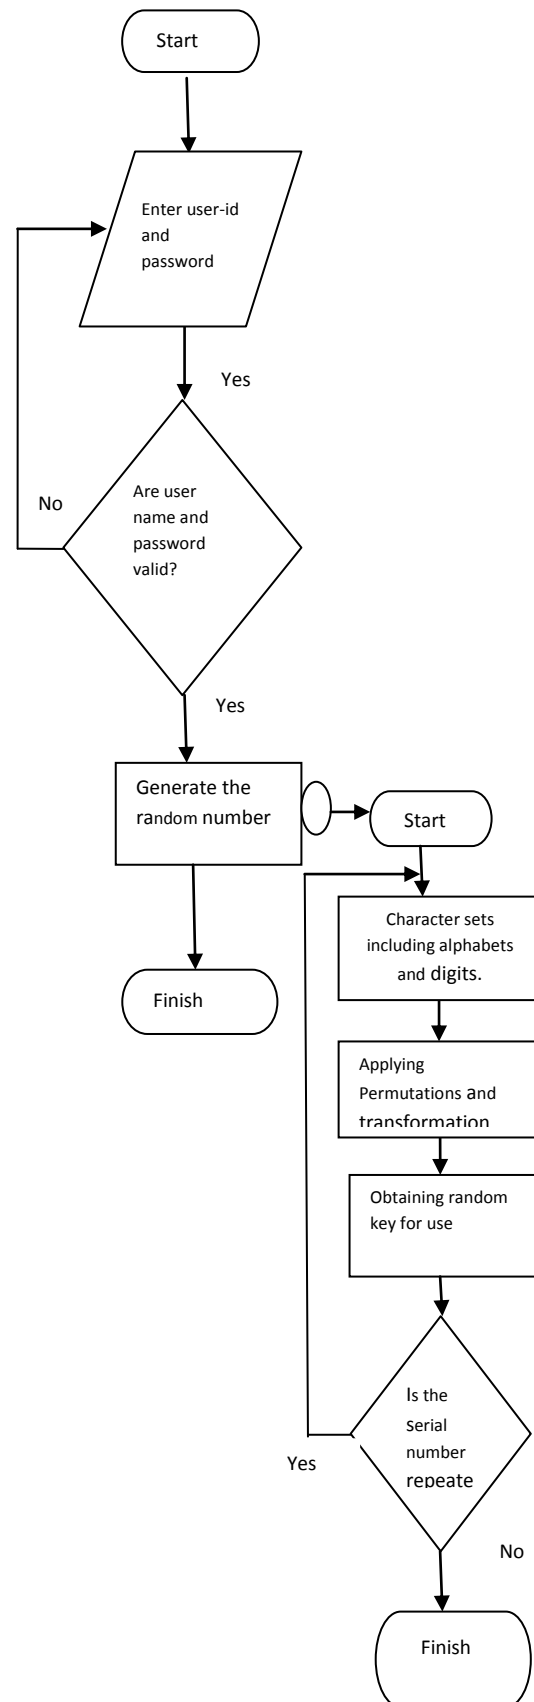 Start
Enter user-id
and
password
Yes
Are user
name and
password
valid?
No
Yes
Generate the
random number
Start
Finish
Character sets
including alphabets
and digits.
Applying
Permutations and
transformation
Obtaining random
key for use
Is the
serial
number
repeate
Yes
No
Finish